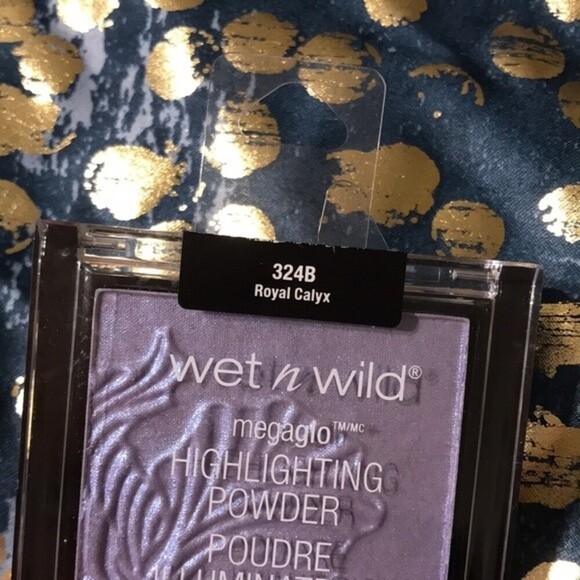 324B
Royal Calyx
wet n wild®
megaglo™/MC
HIGHLIGHTING
POWDER
POUDRE